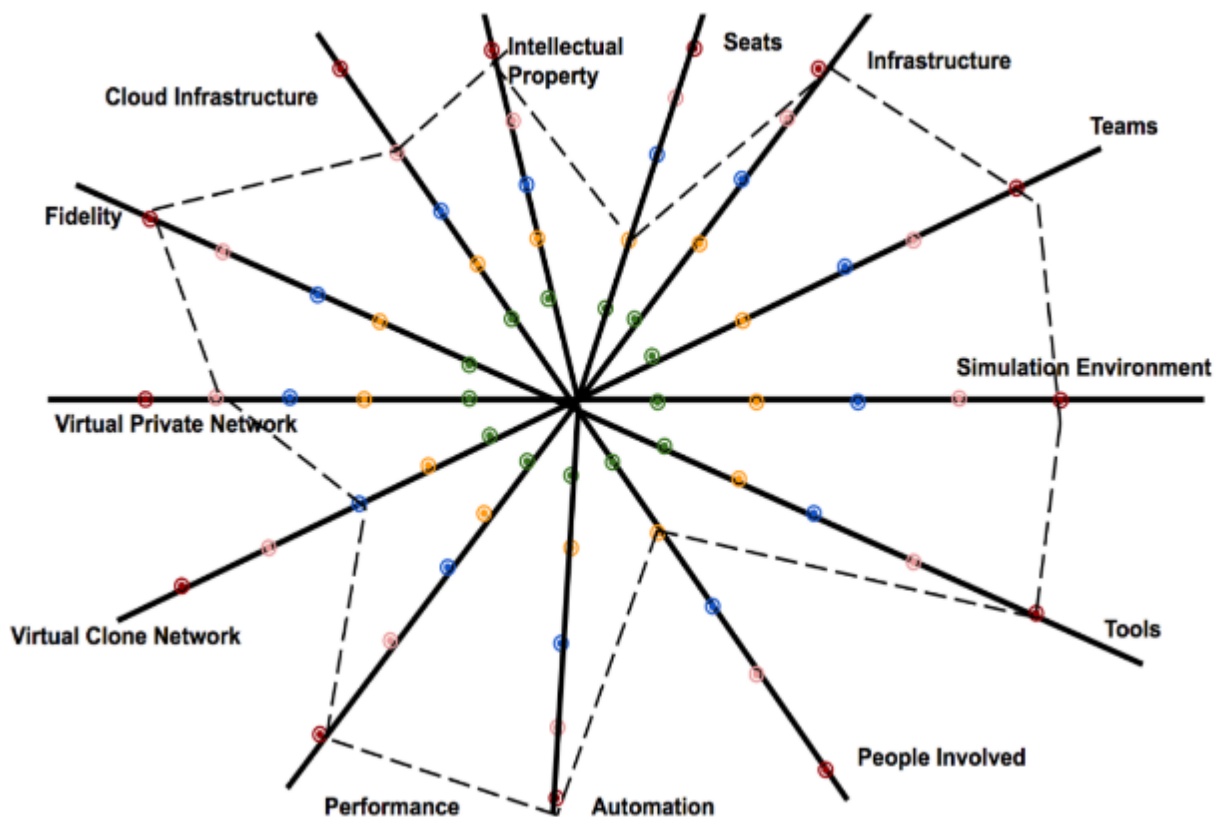 Intellectual
Property
Seats
Infrastructure
Cloud Infrastructure
Teams
Fidelity
Simulation Environment
Virtual Private Network
Virtual Clone Network
Tools
People Involved
Performance
Automation